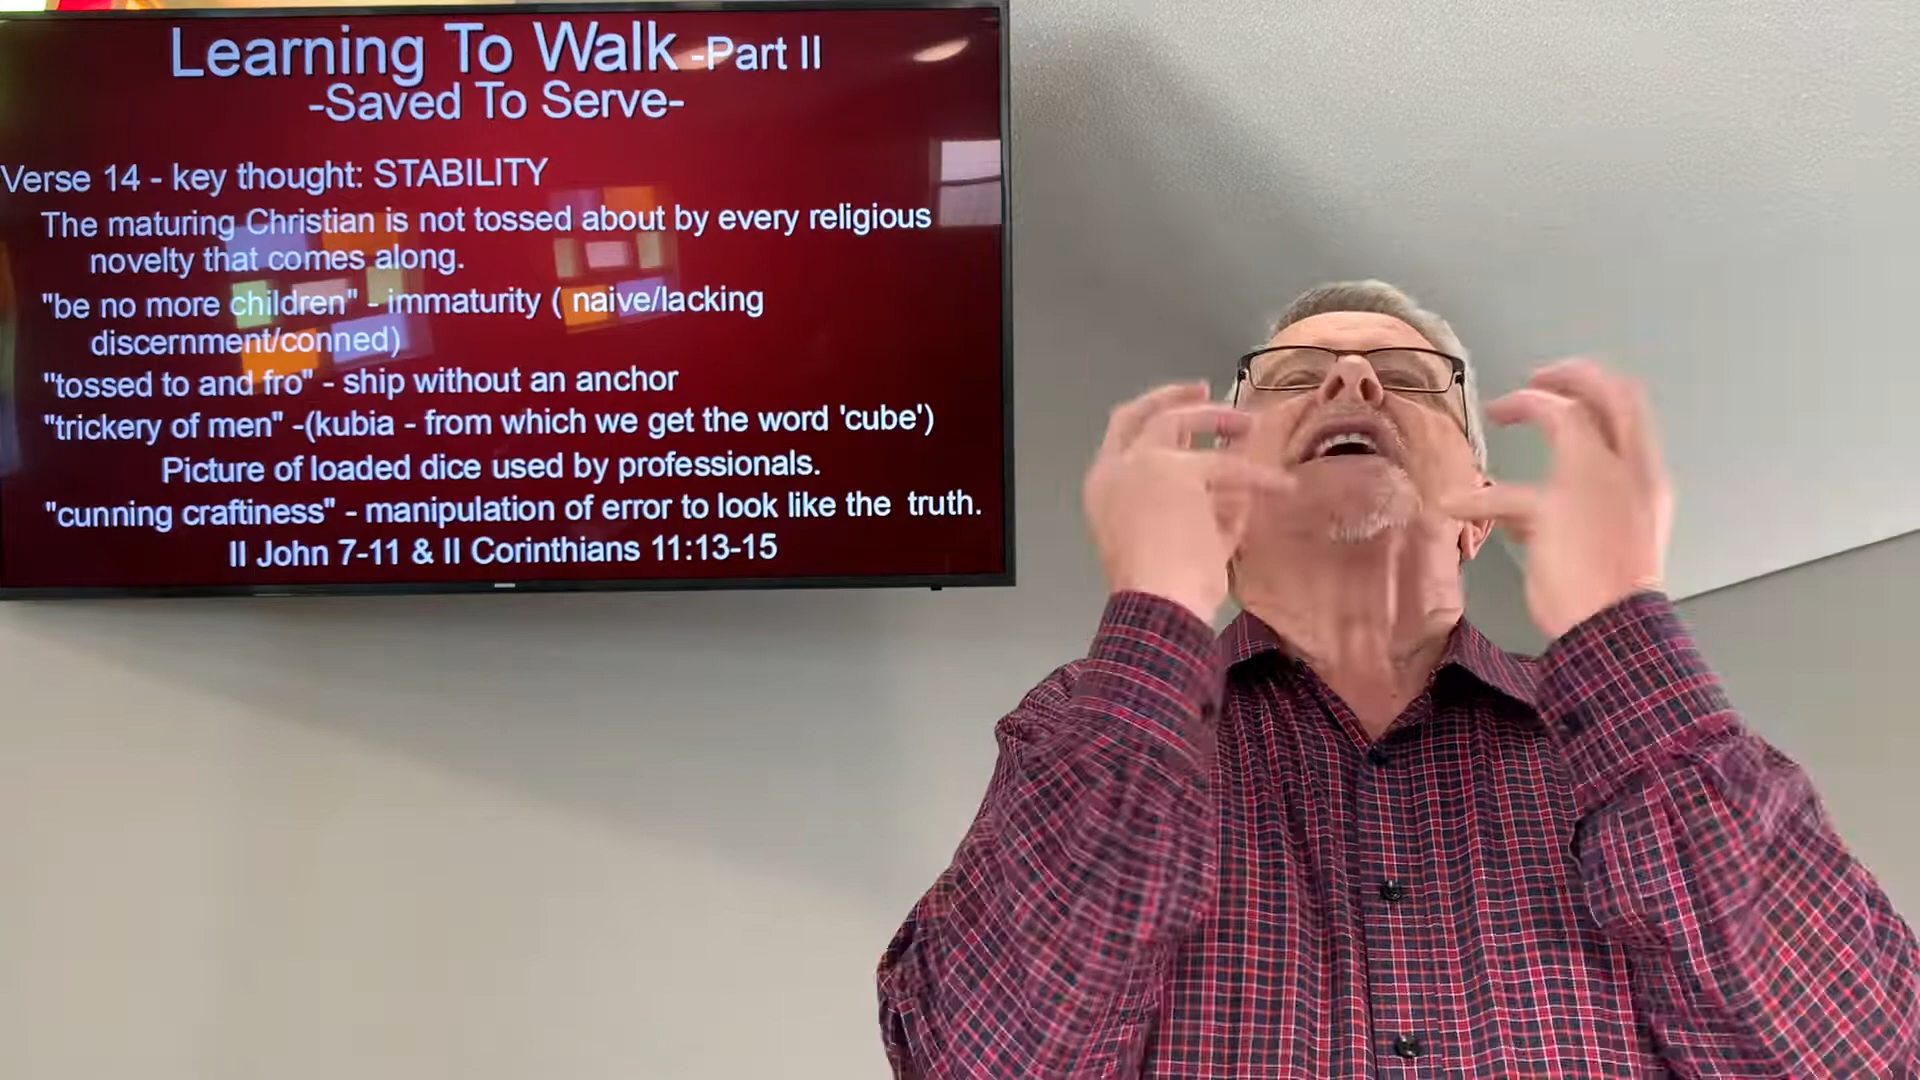 Learning To Walk -Part II
-Saved To Serve-
Verse 14 - key thought: STABILITY
The maturing Christian is not tossed about by every religious
novelty that comes along.
"be no more children" - immaturity ( naive/lacking
discernment/conned)
"tossed to and fro" - ship without an anchor
"trickery of men" -(kubia - from which we get the word 'cube')
Picture of loaded dice used by professionals.
"cunning craftiness" - manipulation of error to look like the truth.
II John 7-11 & II Corinthians 11:13-15